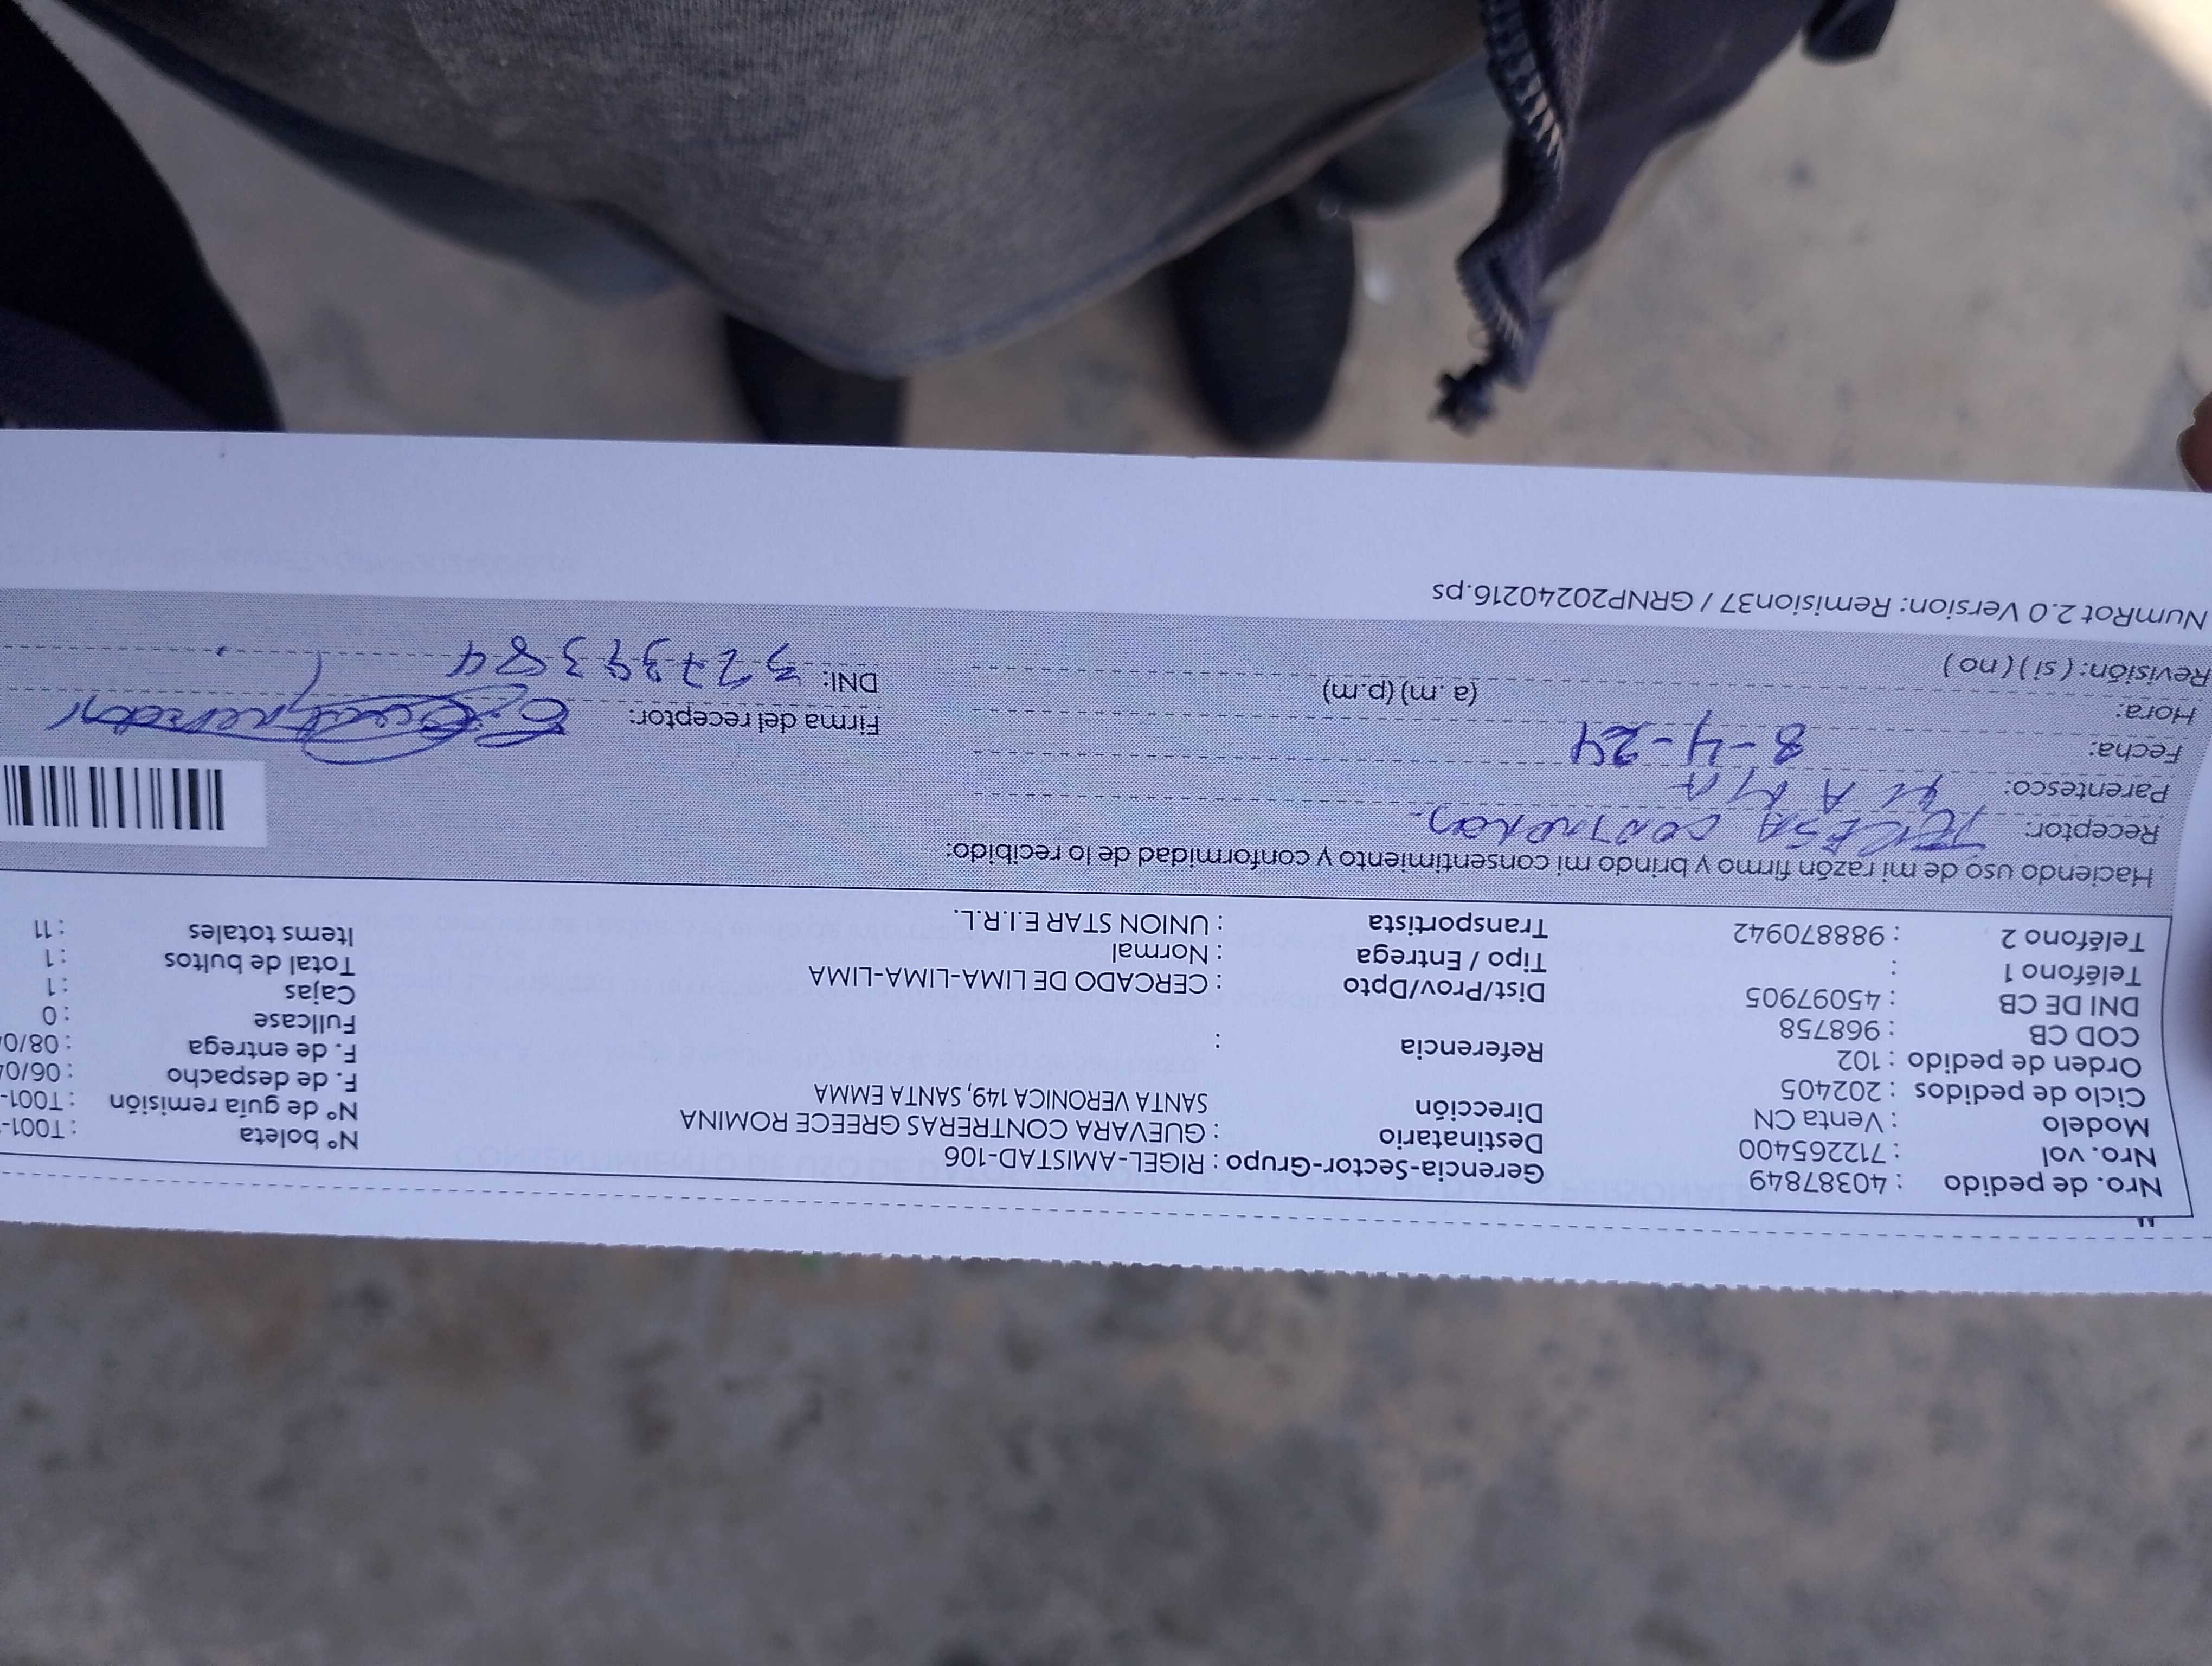 Nro. de pedido : 40387849 Gerencia-Sector-Grupo : RIGEL-AMISTAD-106 N° boleta : T001-
Nro. vol : 712265400 Destinatario : GUEVARA CONTRERAS GREECE ROMINA N° de guía remisión : T001-
Modelo : Venta CN Dirección SANTA VERONICA 149, SANTA EMMA F. de despacho : 06/0
Ciclo de pedidos : 202405 F. de entrega : 08/0
Orden de pedido : 102 Referencia : Fullcase : 0
COD CB : 968758 Cajas : 1
DNI DE CB : 45097905 Dist/Prov/Dpto : CERCADO DE LIMA-LIMA-LIMA Total de bultos : 1
Teléfono 1 : Tipo / Entrega : Normal Items totales : 11
Teléfono 2 : 988870942 Transportista : UNION STAR E.I.R.L.
Haciendo uso de mi razón firmo y brindo mi consentimiento y conformidad de lo recibido:
Receptor: TERESA
Parentesco:
Fecha: 8-4-24 Firma del receptor:
Hora: (a. m) (p.m) DNI:
Revisión: ( si ) ( no )
NumRot 2.0 Version: Remision37 / GRNP20240216.ps